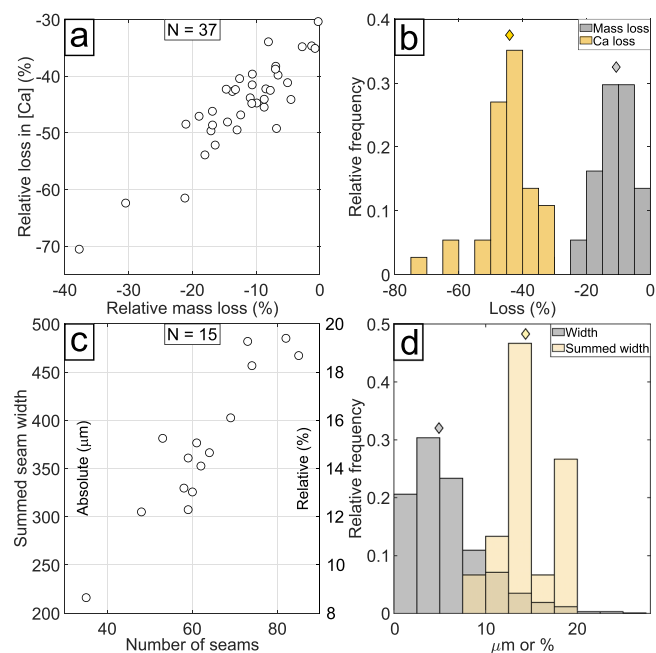 a
N = 37
-30
-40
-50
-60
-70
Relative loss in [Ca] (%)
-40
-30
-20
-10
0
Relative mass loss (%)
b
Mass loss
Ca loss
0.4
0.3
0.2
0.1
0
Relative frequency
-80
-60
-40
-20
0
Loss (%)
c
N = 15
500
450
400
350
300
250
200
Summed seam width
Absolute (μm)
Relative (%)
20
18
16
14
12
10
8
40
60
80
Number of seams
d
Width
Summed width
0.5
0.4
0.3
0.2
0.1
0
Relative frequency
0
10
20
μm or %